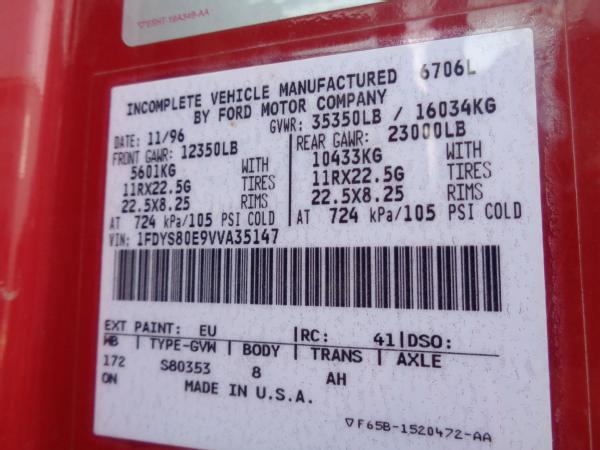 ▽E9HT-19A349-AA
INCOMPLETE VEHICLE MANUFACTURED 6706L
BY FORD MOTOR COMPANY
DATE: 11/96 GVWR: 35350LB / 16034KG
FRONT GAWR: 12350LB REAR GAWR: 23000LB
5601KG WITH 10433KG WITH
11RX22.5G TIRES 11RX22.5G TIRES
22.5X8.25 RIMS 22.5X8.25 RIMS
AT 724 kPa/105 PSI COLD AT 724 kPa/105 PSI COLD
VIN: 1FDYS80E9VVA35147
EXT PAINT: EU RC: 41 DSO:
WB TYPE-GVW BODY TRANS AXLE
172 S80353 8 AH
ON MADE IN U.S.A.
▽F65B-1520472-AA